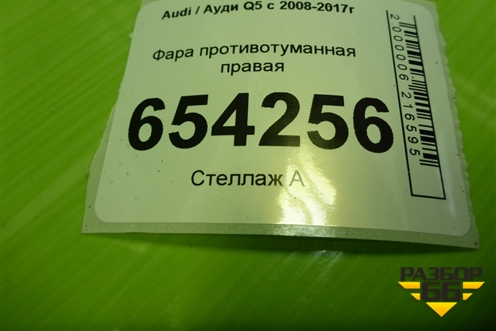 Audi / Ауди Q5 с 2008-2017г
Фара противотуманная
правая
654256
Стеллаж А
2000006216595
РАЗБОР
66